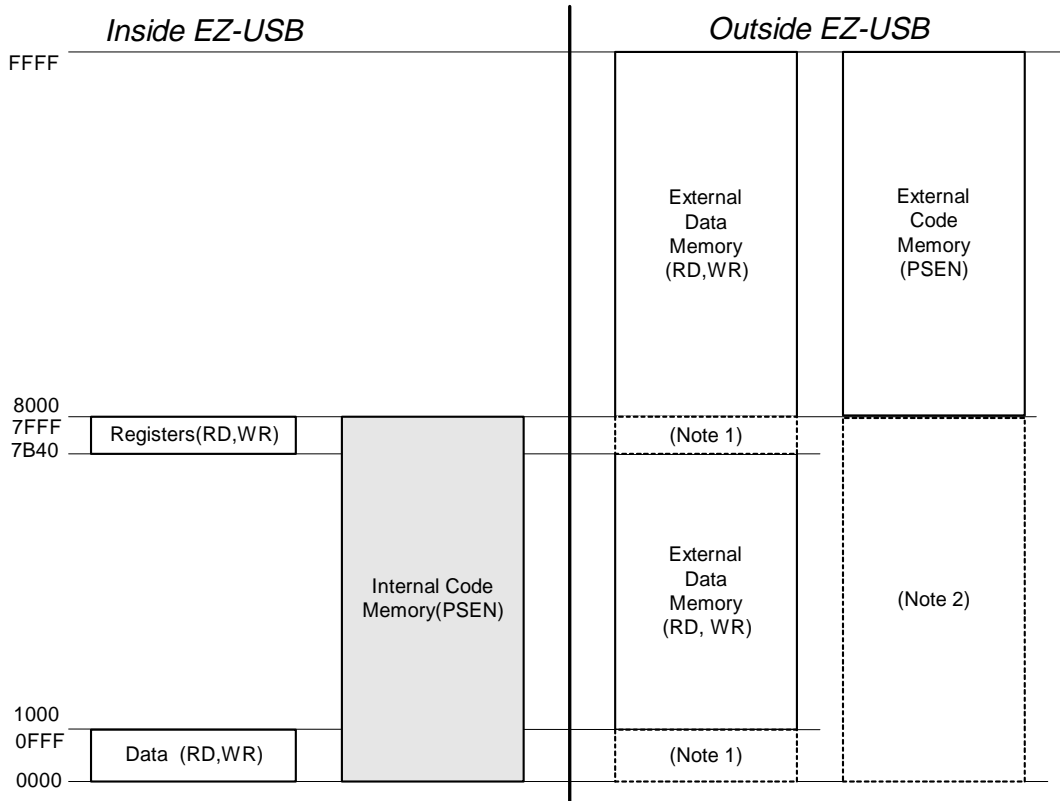 Inside EZ-USB
Outside EZ-USB
FFFF
External
Data
Memory
(RD,WR)
External
Code
Memory
(PSEN)
8000
7FFF
7B40
Registers(RD,WR)
(Note 1)
Internal Code
Memory(PSEN)
External
Data
Memory
(RD, WR)
(Note 2)
1000
0FFF
0000
Data (RD,WR)
(Note 1)